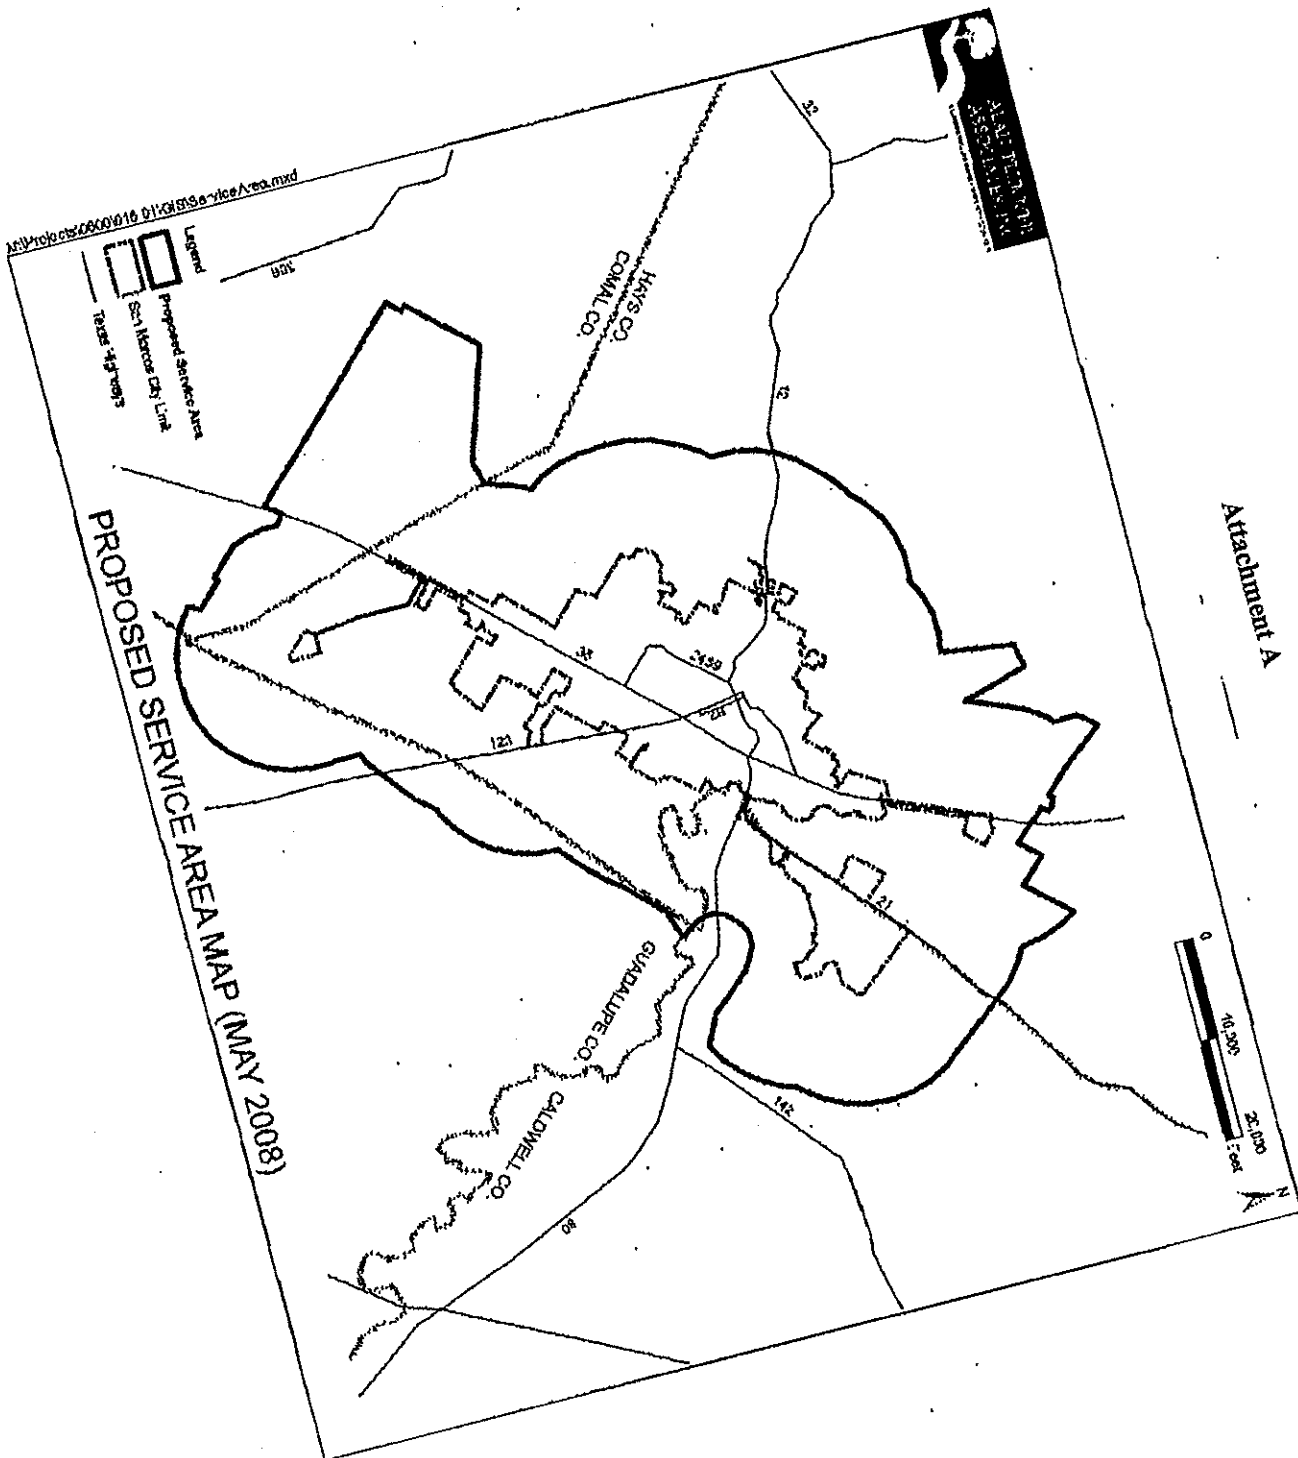 Attachment A
0
10,000
20,000
Feet
N
32
12
HAYS CO.
COMAL CO.
306
35
2439
123
21
142
80
GUADALUPE CO.
CALDWELL CO.
Legend
Proposed Service Area
San Marcos City Limit
Texas Highways
PROPOSED SERVICE AREA MAP (MAY 2008)